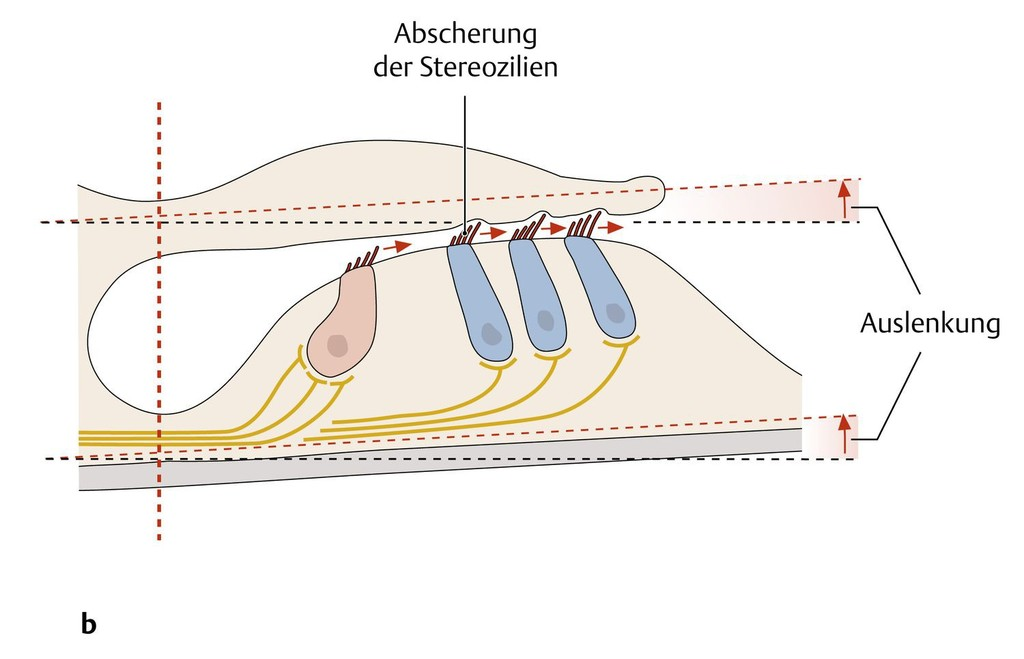 Abscherung
der Stereozilien
Auslenkung
b